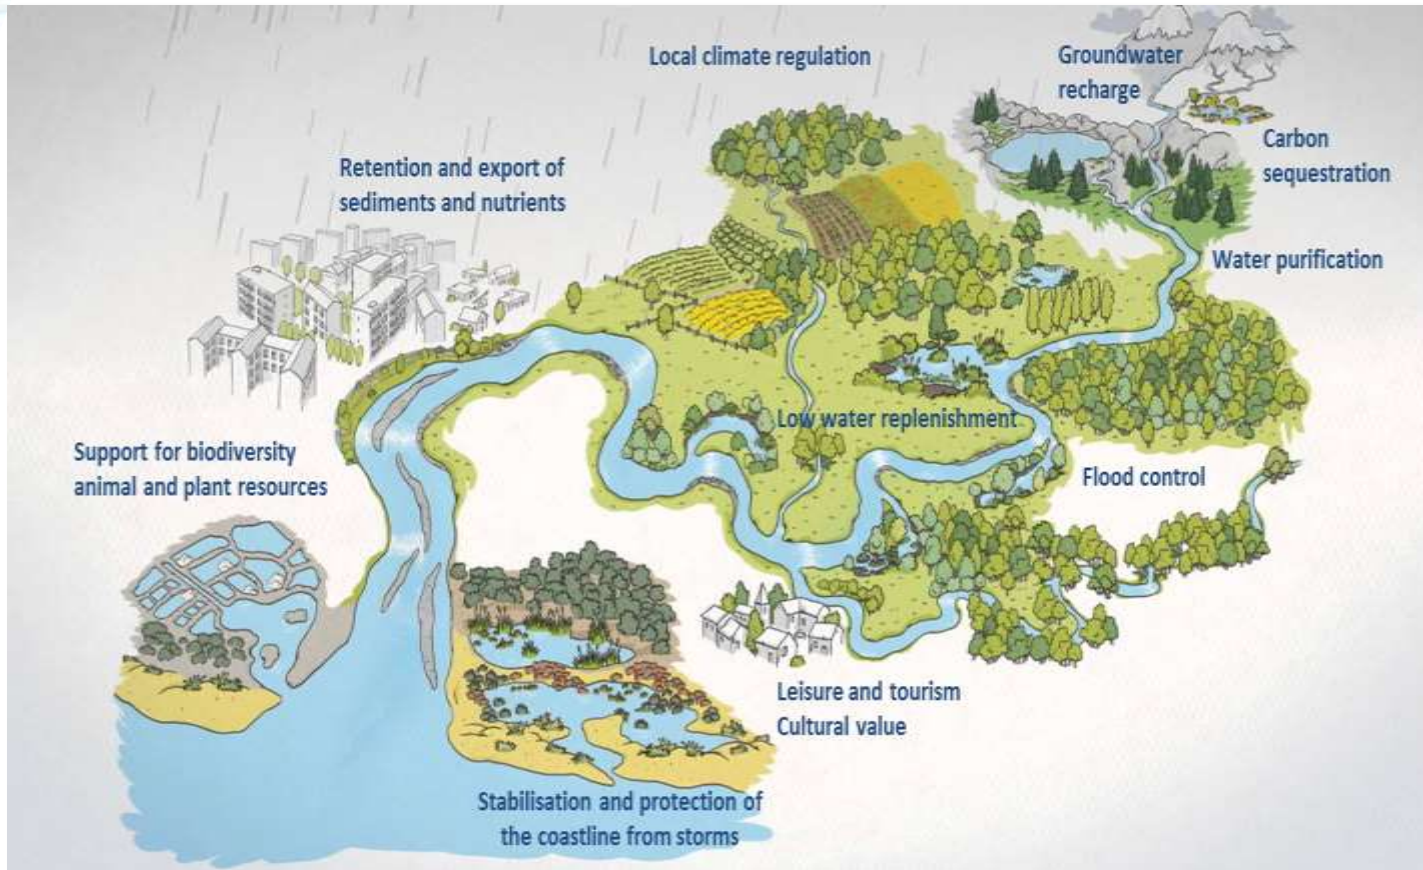 Local climate regulation
Groundwater
recharge
Carbon
sequestration
Retention and export of
sediments and nutrients
Water purification
Low water replenishment
Support for biodiversity
animal and plant resources
Flood control
Leisure and tourism
Cultural value
Stabilisation and protection of
the coastline from storms